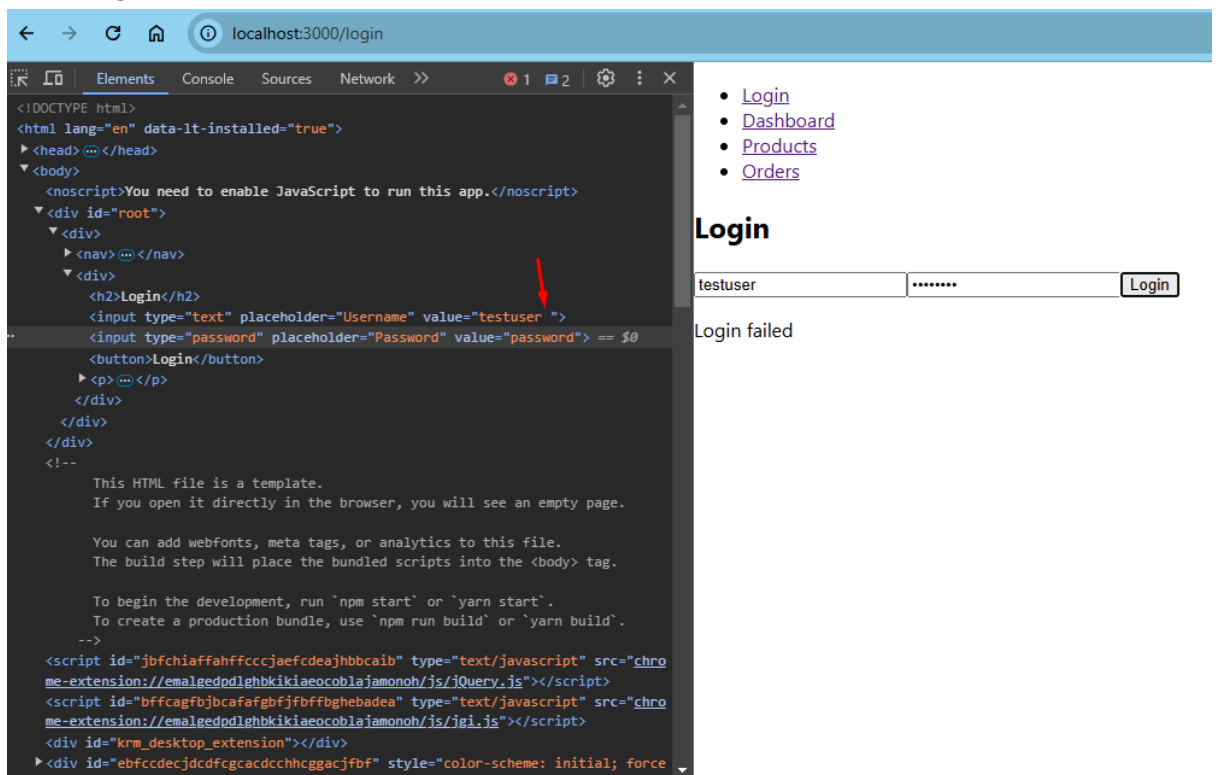 localhost:3000/login
Elements Console Sources Network 1 2
<!DOCTYPE html>
<html lang="en" data-lt-installed="true">
<head> … </head>
<body>
<noscript>You need to enable JavaScript to run this app.</noscript>
<div id="root">
<div>
<nav> … </nav>
<div>
<h2>Login</h2>
<input type="text" placeholder="Username" value="testuser ">
<input type="password" placeholder="Password" value="password"> == $0
<button>Login</button>
<p> … </p>
</div>
</div>
</div>
<!--
This HTML file is a template.
If you open it directly in the browser, you will see an empty page.
You can add webfonts, meta tags, or analytics to this file.
The build step will place the bundled scripts into the <body> tag.
To begin the development, run `npm start` or `yarn start`.
To create a production bundle, use `npm run build` or `yarn build`.
-->
<script id="jbfchiaffahffcccjaefcdeajhbbcaib" type="text/javascript" src="chro
me-extension://emalgedpdlghbkikiaeocoblajamonoh/js/jQuery.js"></script>
<script id="bffcagfbjbcafafgbfjfbffbghebadea" type="text/javascript" src="chro
me-extension://emalgedpdlghbkikiaeocoblajamonoh/js/jgi.js"></script>
<div id="krm_desktop_extension"></div>
<div id="ebfccdecjdcdfcgcacdcchhcggacjfbf" style="color-scheme: initial; force
Login
Dashboard
Products
Orders
Login
testuser •••••••• Login
Login failed